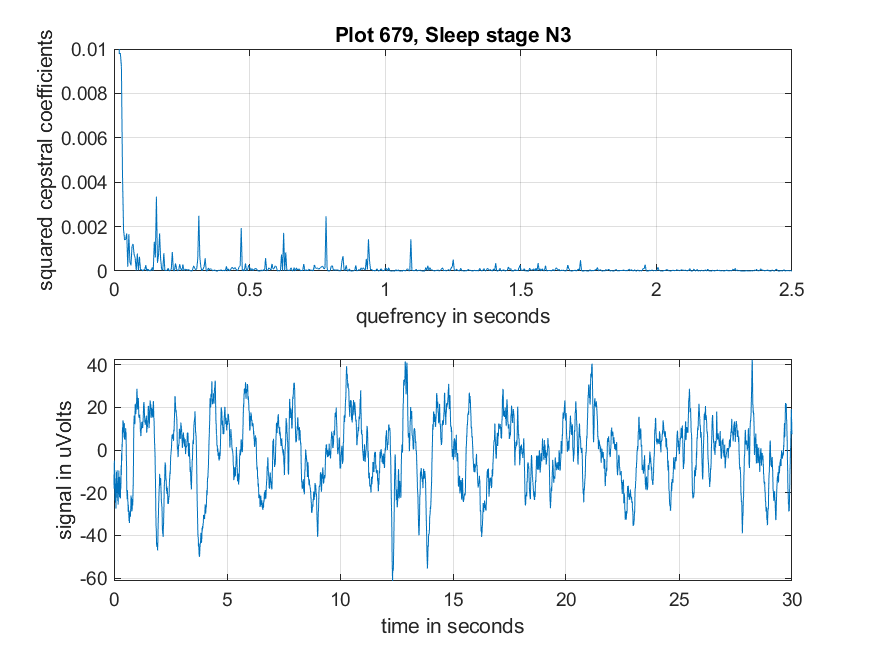 Plot 679, Sleep stage N3
squared cepstral coefficients
0.01
0.008
0.006
0.004
0.002
0
0 0.5 1 1.5 2 2.5
quefrency in seconds
signal in uVolts
40
20
0
-20
-40
-60
0 5 10 15 20 25 30
time in seconds